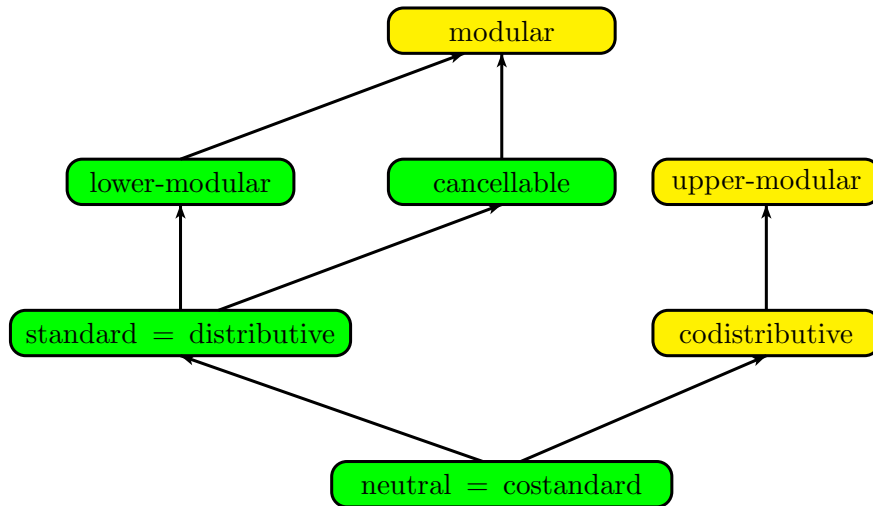 modular
lower-modular
cancellable
upper-modular
standard = distributive
codistributive
neutral = costandard